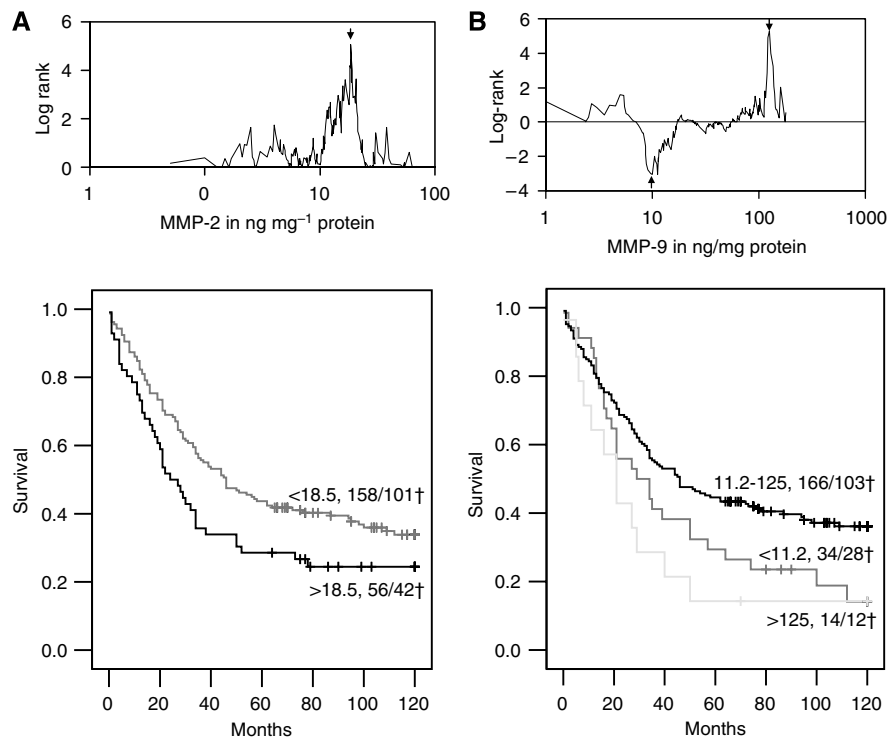 A
Log rank
6
4
2
0
1
0
10
100
MMP-2 in ng mg⁻¹ protein
B
Log-rank
6
4
2
0
−2
−4
1
10
100
1000
MMP-9 in ng/mg protein
Survival
1.0
0.8
0.6
0.4
0.2
0.0
<18.5, 158/101†
>18.5, 56/42†
0 20 40 60 80 100 120
Months
Survival
1.0
0.8
0.6
0.4
0.2
0.0
11.2-125, 166/103†
<11.2, 34/28†
>125, 14/12†
0 20 40 60 80 100 120
Months